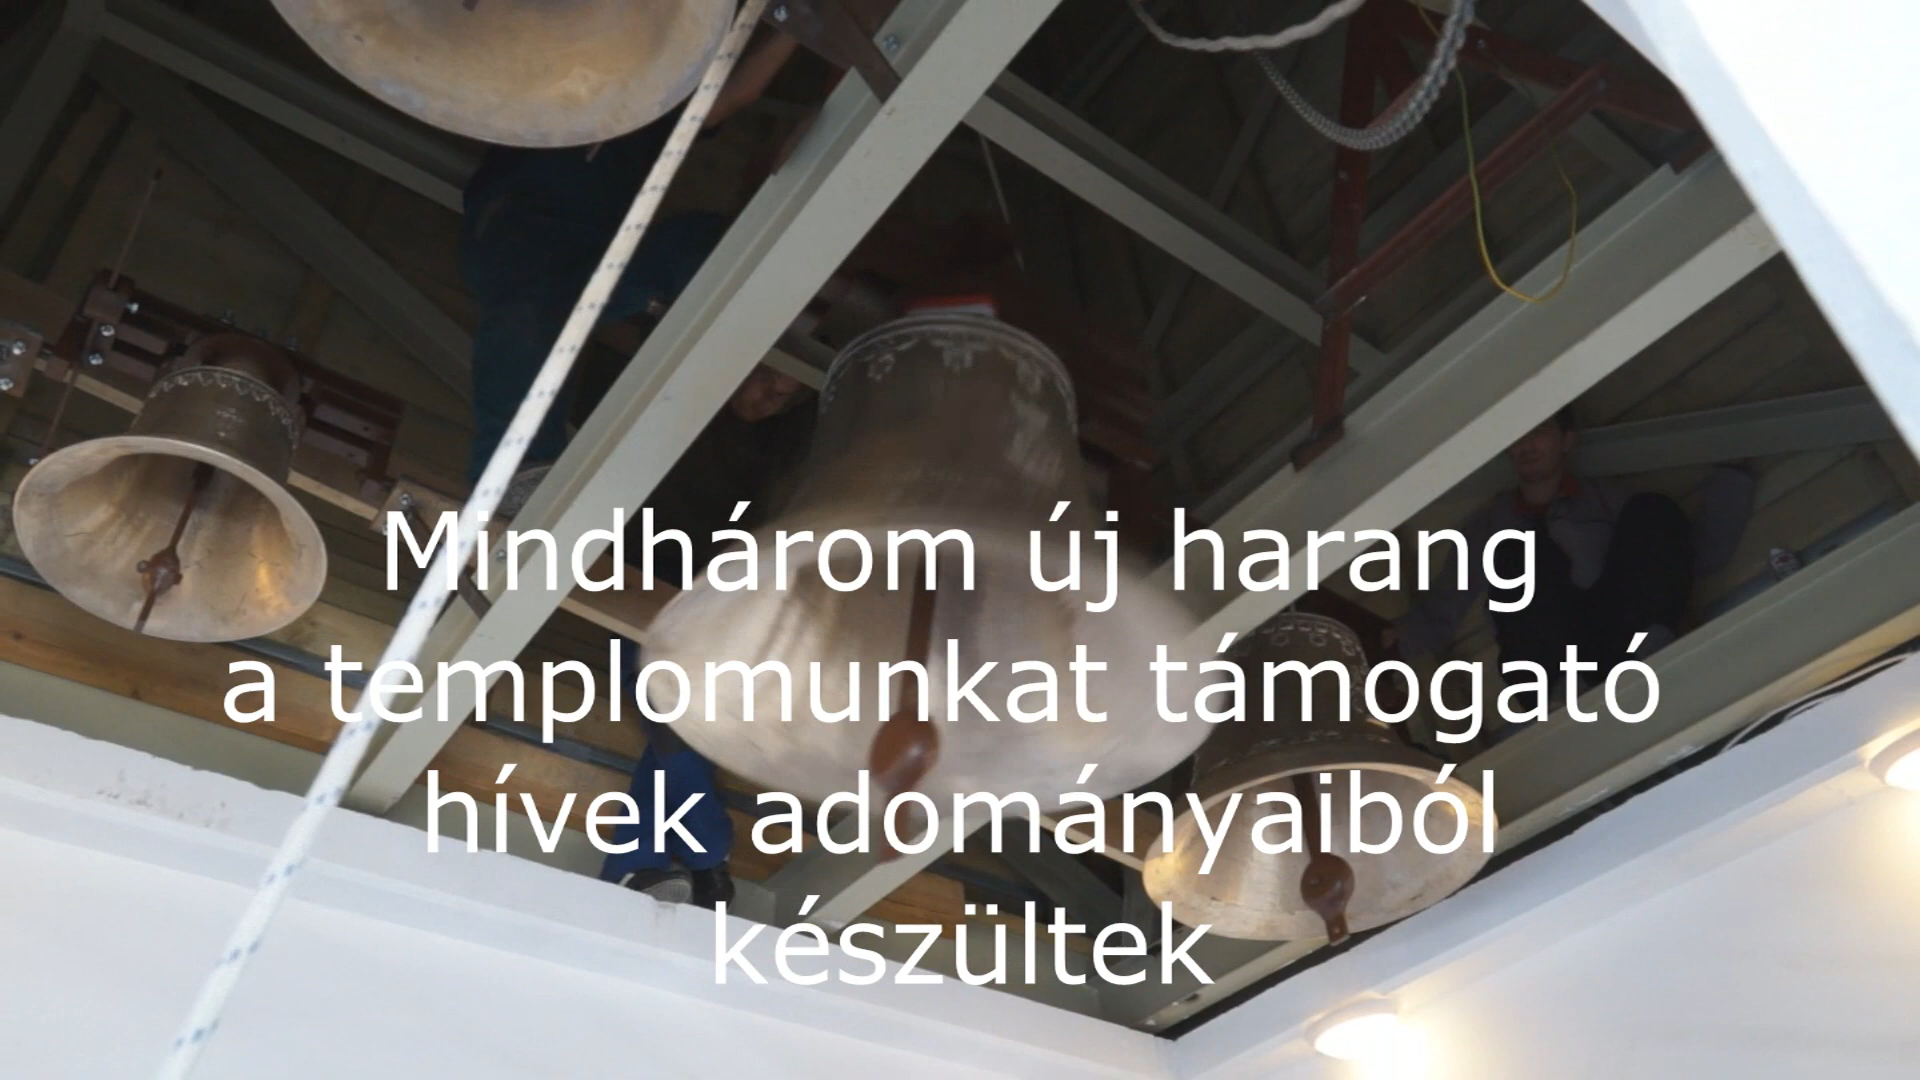 Mindhárom új harang
a templomunkat támogató
hívek adományaiból
készültek